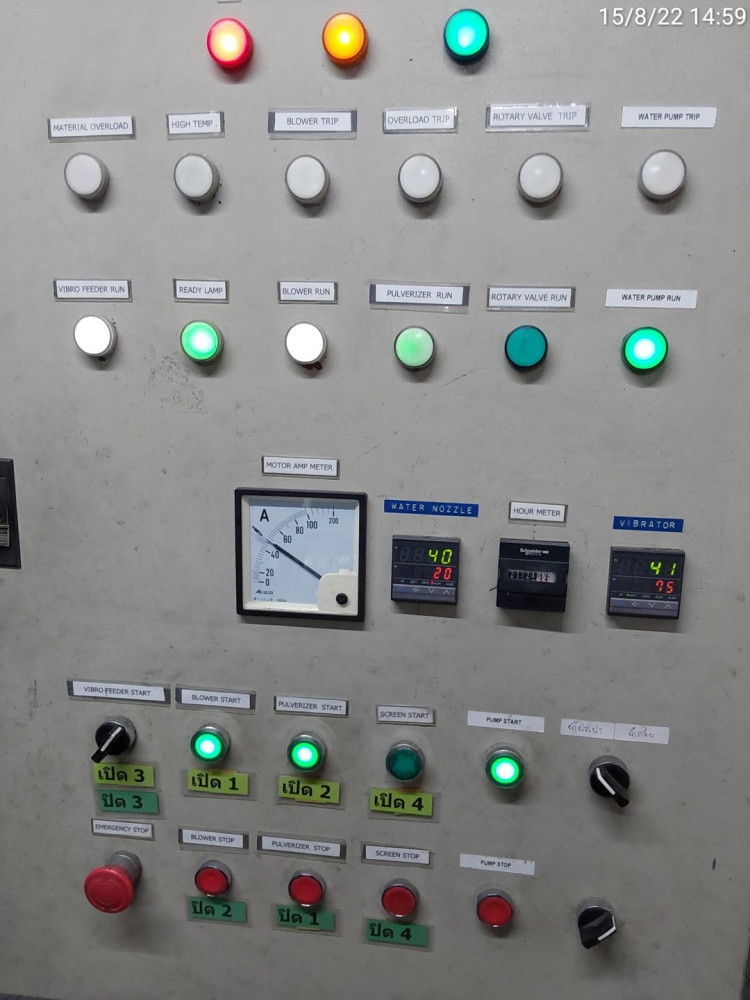 15/8/22 14:59
MATERIAL OVERLOAD
HIGH TEMP
BLOWER TRIP
OVERLOAD TRIP
ROTARY VALVE TRIP
WATER PUMP TRIP
VIBRO FEEDER RUN
READY LAMP
BLOWER RUN
PULVERIZER RUN
ROTARY VALVE RUN
WATER PUMP RUN
MOTOR AMP METER
WATER NOZZLE
HOUR METER
VIBRATOR
A
0
20
40
60
80
100
200
40
20
Schneider
41
75
VIBRO FEEDER START
BLOWER START
PULVERIZER START
SCREEN START
PUMP START
เปิด 3
เปิด 1
เปิด 2
เปิด 4
ปิด 3
EMERGENCY STOP
BLOWER STOP
PULVERIZER STOP
SCREEN STOP
PUMP STOP
ปิด 2
ปิด 1
ปิด 4